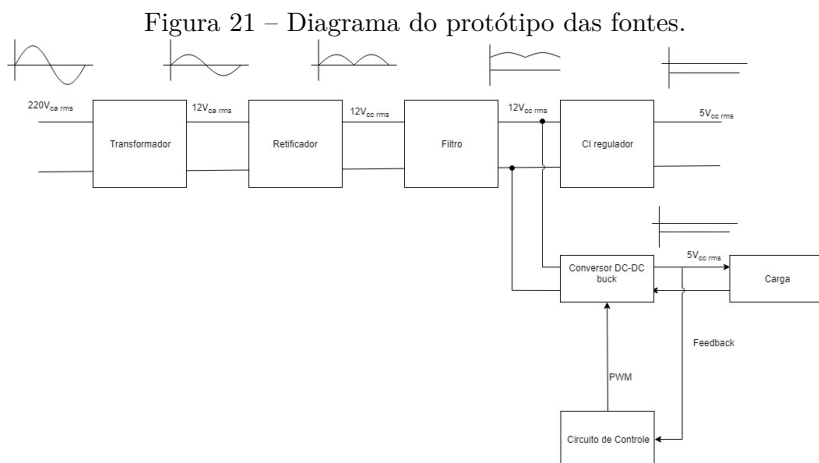 Figura 21 – Diagrama do protótipo das fontes.
220Vca rms
12Vca rms
12Vcc rms
12Vcc rms
5Vcc rms
Transformador
Retificador
Filtro
CI regulador
Conversor DC-DC
buck
5Vcc rms
Carga
Feedback
PWM
Circuito de Controle